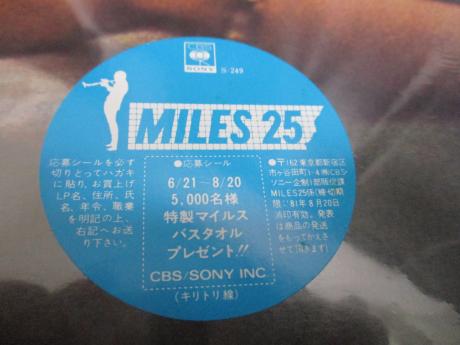 CBS
SONY
S/249
MILES 25
応募シールを必ず
切りとってハガキ
に貼り、お買上げ
LP名、住所、氏
名、年令、職業
を明記の上、
右記へお送
り下さい。
●応募シール
6/21〜8/20
5,000名様
特製マイルス
バスタオル
プレゼント!!
CBS/SONY INC
(キリトリ線)
●〒162東京都新宿区
市ヶ谷田町1-4㈱CBSソ
ニー企画1部販促課
MILES25係(締切期
限:'81年8月20日
消印有効。発表
は商品の発送
をもってかえさせ
て頂きます)